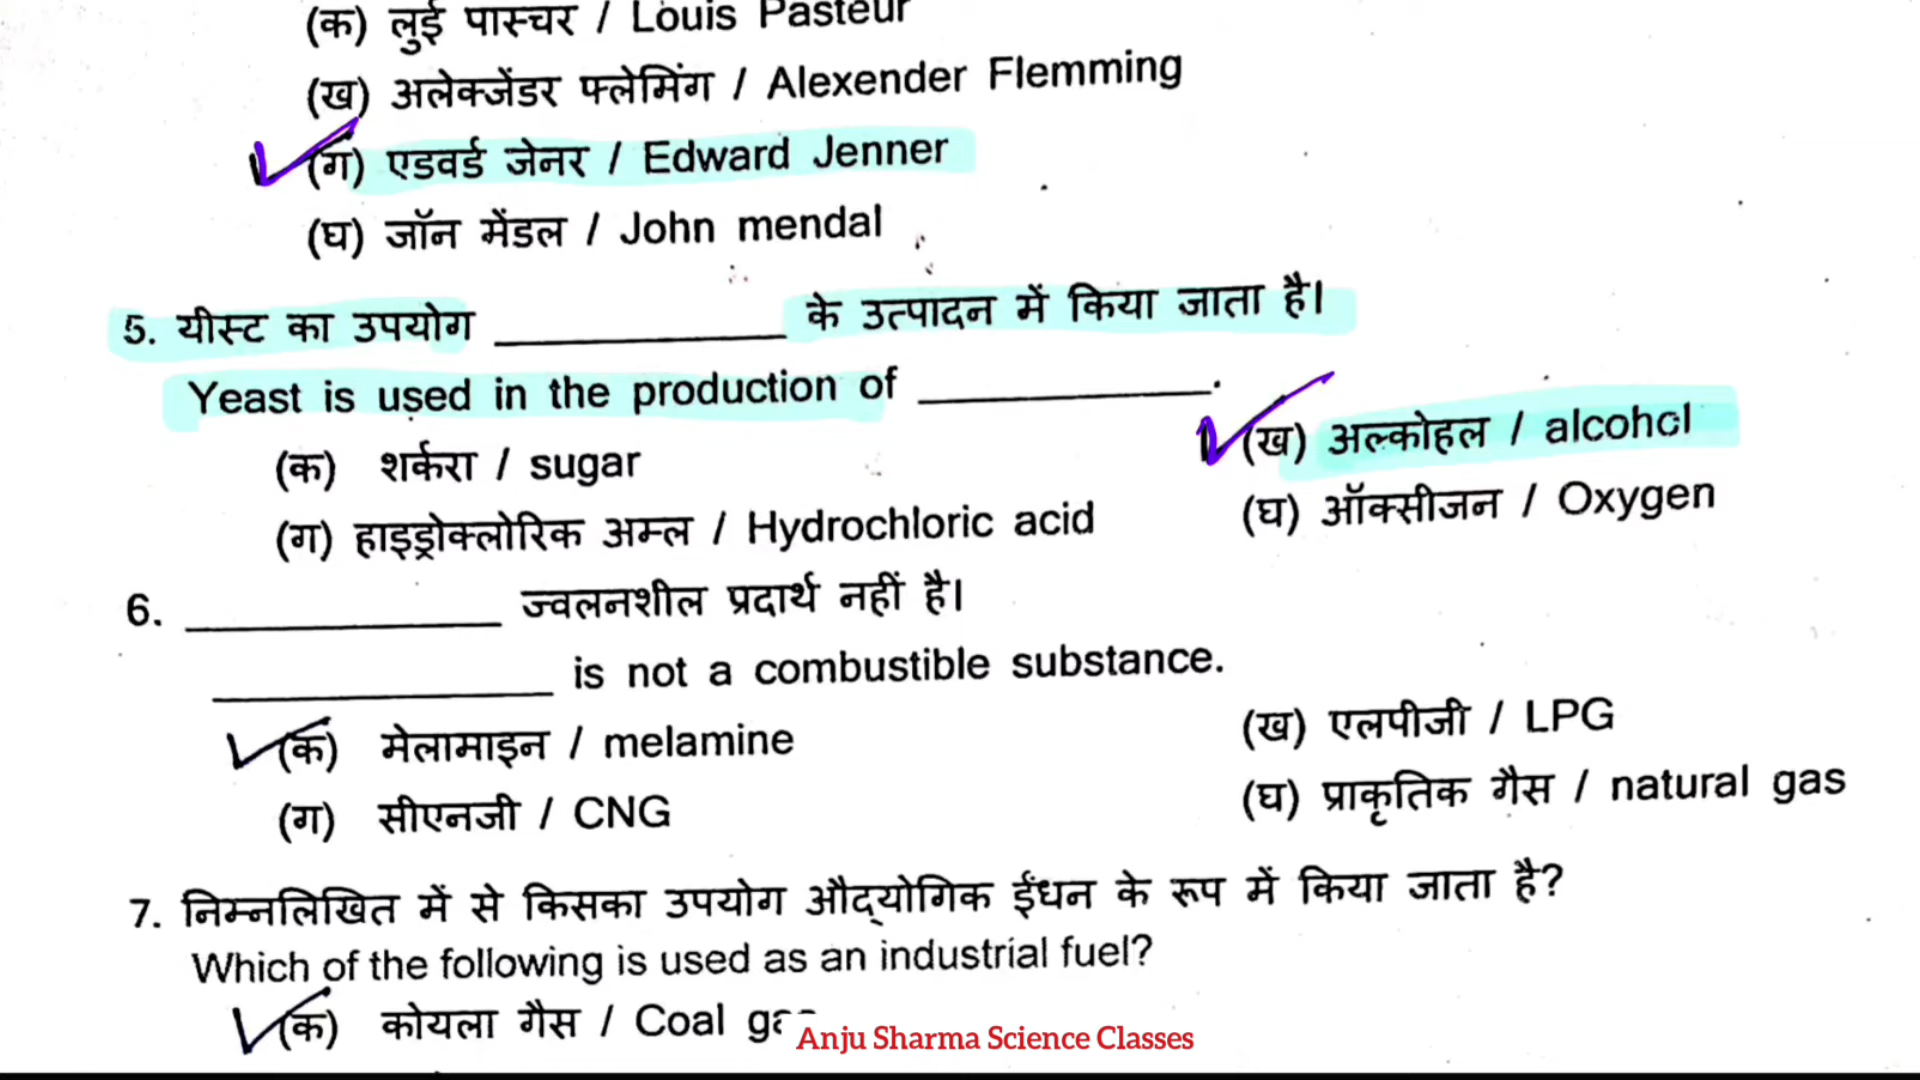 (क) लुई पास्चर / Louis Pasteur
(ख) अलेक्जेंडर फ्लेमिंग / Alexender Flemming
(ग) एडवर्ड जेनर / Edward Jenner
(घ) जॉन मेंडल / John mendal
5. यीस्ट का उपयोग __________ के उत्पादन में किया जाता है।
Yeast is used in the production of __________.
(क) शर्करा / sugar (ख) अल्कोहल / alcohol
(ग) हाइड्रोक्लोरिक अम्ल / Hydrochloric acid (घ) ऑक्सीजन / Oxygen
6. __________ ज्वलनशील प्रदार्थ नहीं है।
__________ is not a combustible substance.
(क) मेलामाइन / melamine (ख) एलपीजी / LPG
(ग) सीएनजी / CNG (घ) प्राकृतिक गैस / natural gas
7. निम्नलिखित में से किसका उपयोग औद्योगिक ईंधन के रूप में किया जाता है?
Which of the following is used as an industrial fuel?
(क) कोयला गैस / Coal
Anju Sharma Science Classes